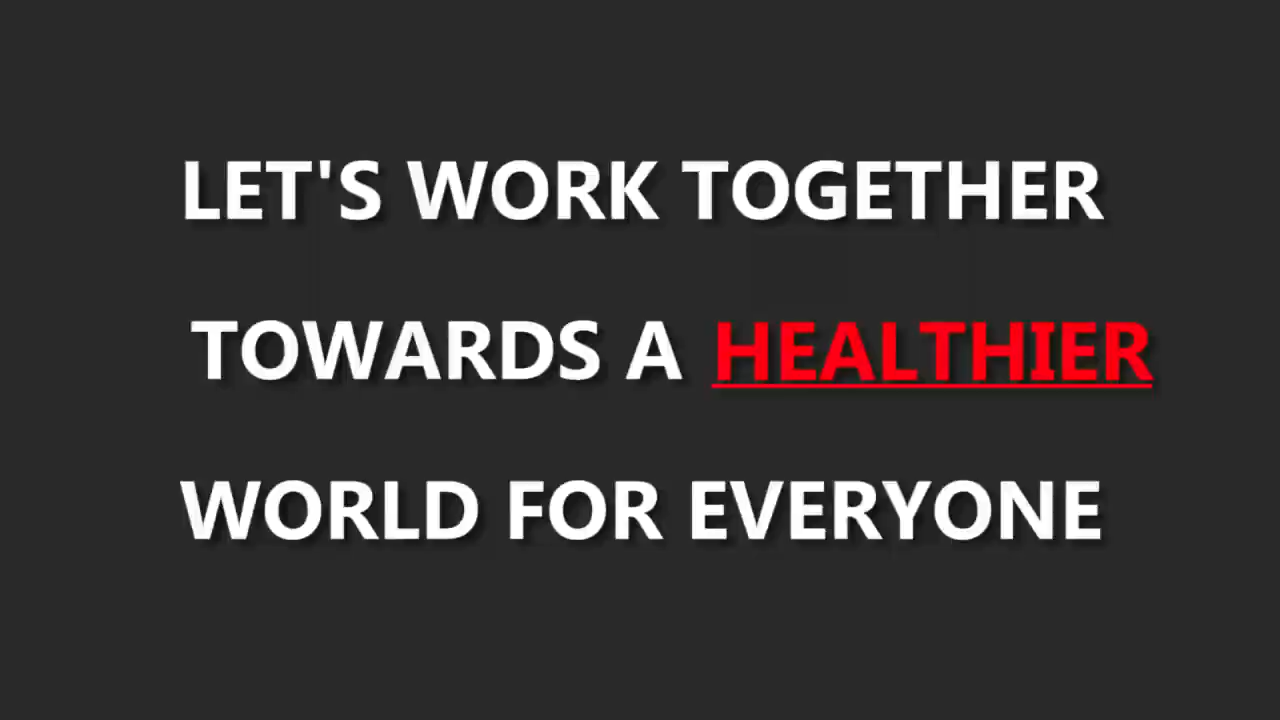 LET'S WORK TOGETHER
TOWARDS A HEALTHIER
WORLD FOR EVERYONE